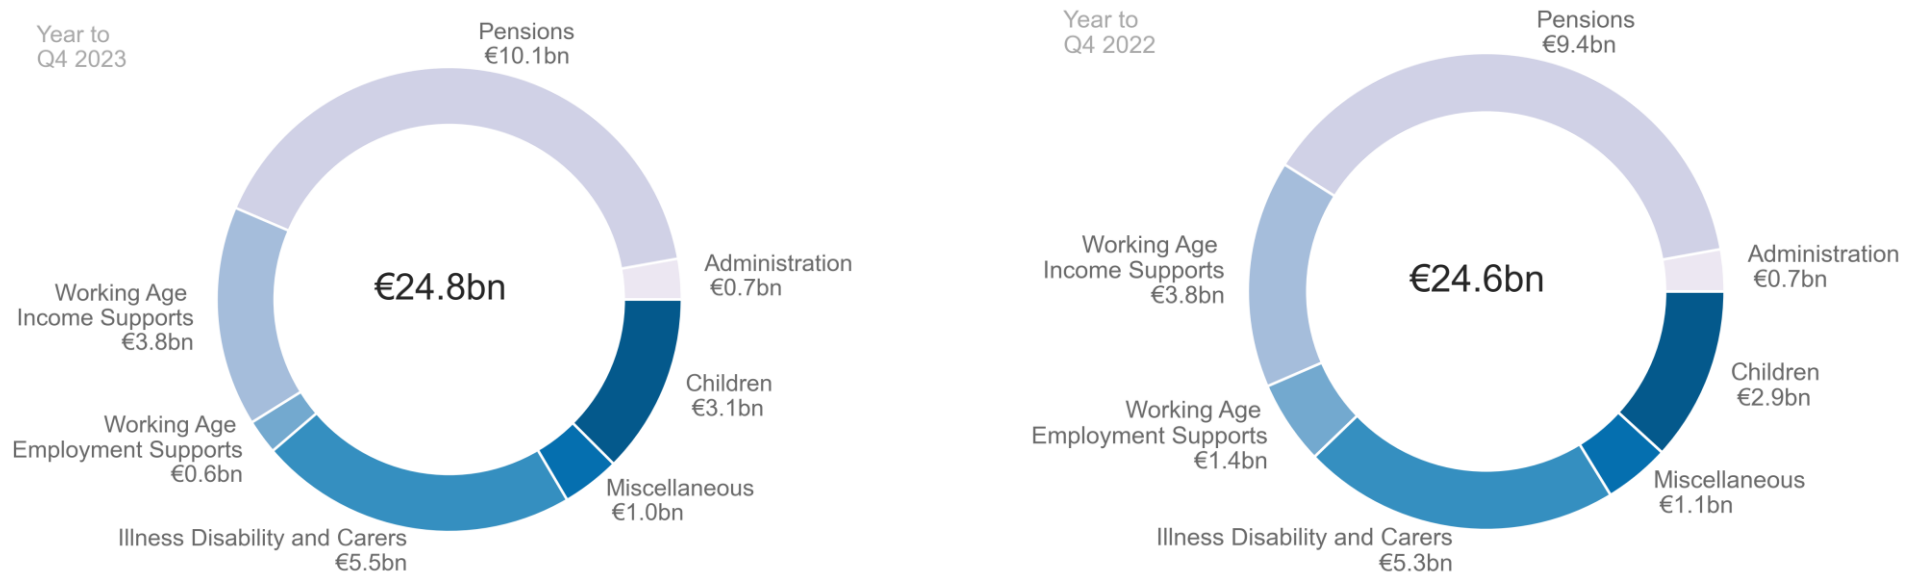 Year to
Q4 2023
Pensions
€10.1bn
Administration
€0.7bn
€24.8bn
Working Age
Income Supports
€3.8bn
Children
€3.1bn
Working Age
Employment Supports
€0.6bn
Miscellaneous
€1.0bn
Illness Disability and Carers
€5.5bn
Year to
Q4 2022
Pensions
€9.4bn
Working Age
Income Supports
€3.8bn
Administration
€0.7bn
€24.6bn
Children
€2.9bn
Working Age
Employment Supports
€1.4bn
Miscellaneous
€1.1bn
Illness Disability and Carers
€5.3bn